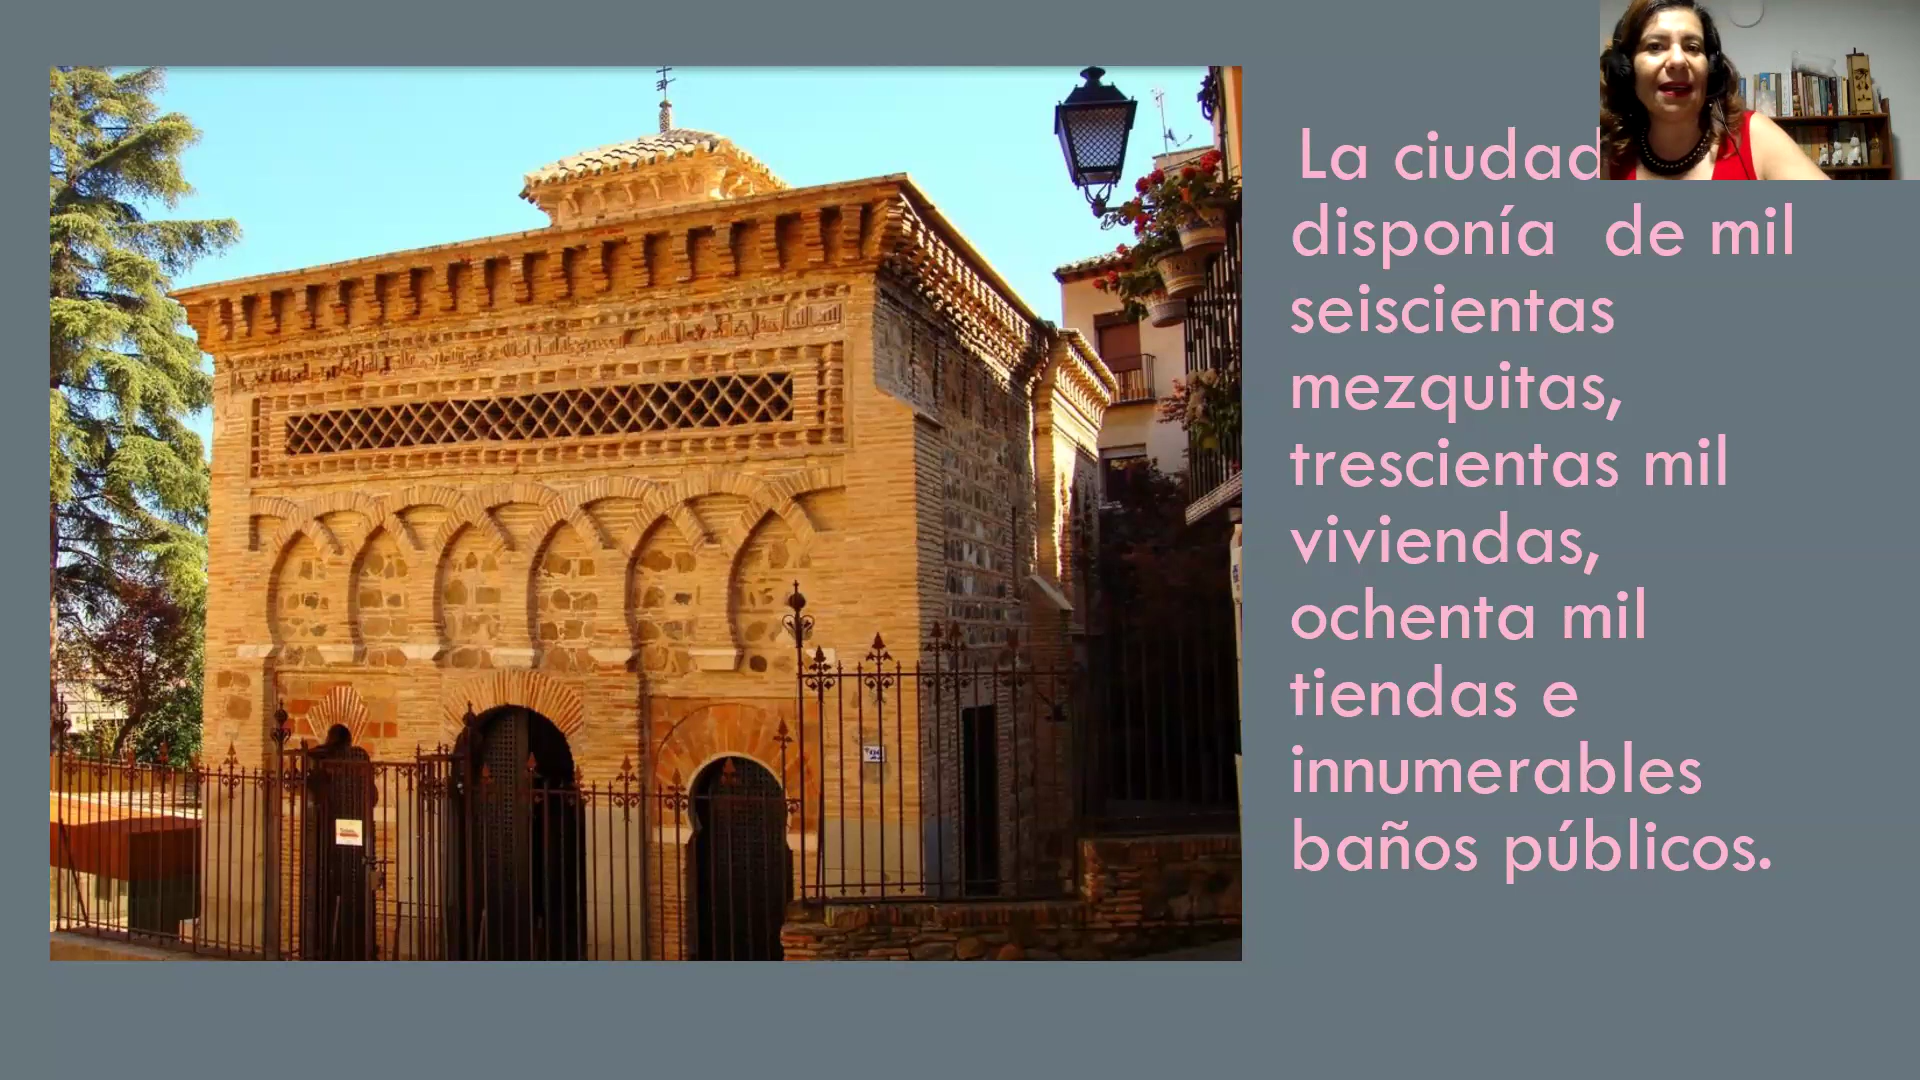 La ciudad
disponía de mil
seiscientas
mezquitas,
trescientas mil
viviendas,
ochenta mil
tiendas e
innumerables
baños públicos.